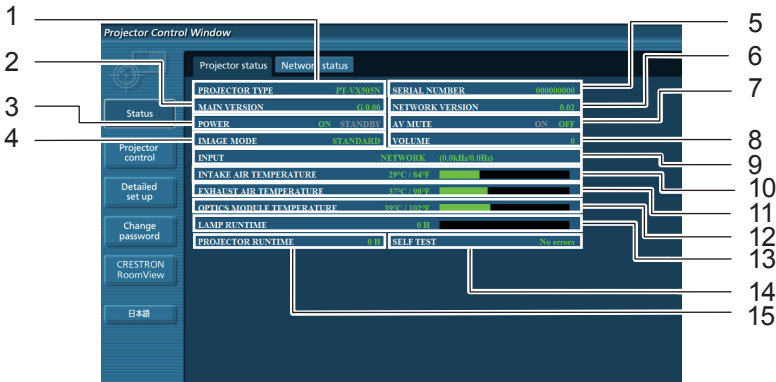 1
2
3
4
5
6
7
8
9
10
11
12
13
14
15
Projector Control Window
Projector status Network status
Status
Projector
control
Detailed
set up
Change
password
CRESTRON
RoomView
日本語
PROJECTOR TYPE PT-VX505N SERIAL NUMBER 000000000
MAIN VERSION G 0.00 NETWORK VERSION 0.02
POWER ON STANDBY AV MUTE ON OFF
IMAGE MODE STANDARD VOLUME 0
INPUT NETWORK (0.0kHz/0.0Hz)
INTAKE AIR TEMPERATURE 29°C / 84°F
EXHAUST AIR TEMPERATURE 37°C / 98°F
OPTICS MODULE TEMPERATURE 39°C / 102°F
LAMP RUNTIME 0 H
PROJECTOR RUNTIME 0 H SELF TEST No errors